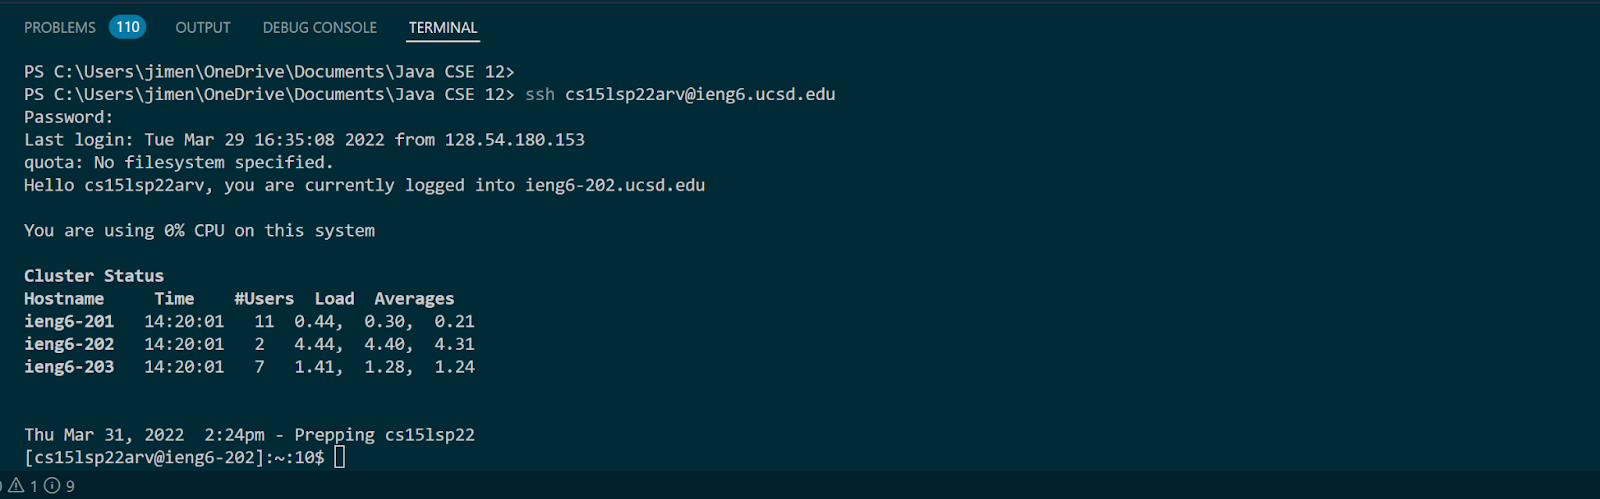 PROBLEMS 110 OUTPUT DEBUG CONSOLE TERMINAL
PS C:\Users\jimen\OneDrive\Documents\Java CSE 12>
PS C:\Users\jimen\OneDrive\Documents\Java CSE 12> ssh cs15lsp22arv@ieng6.ucsd.edu
Password:
Last login: Tue Mar 29 16:35:08 2022 from 128.54.180.153
quota: No filesystem specified.
Hello cs15lsp22arv, you are currently logged into ieng6-202.ucsd.edu
You are using 0% CPU on this system
Cluster Status
Hostname Time #Users Load Averages
ieng6-201 14:20:01 11 0.44, 0.30, 0.21
ieng6-202 14:20:01 2 4.44, 4.40, 4.31
ieng6-203 14:20:01 7 1.41, 1.28, 1.24
Thu Mar 31, 2022 2:24pm - Prepping cs15lsp22
[cs15lsp22arv@ieng6-202]:~:10$
1 9